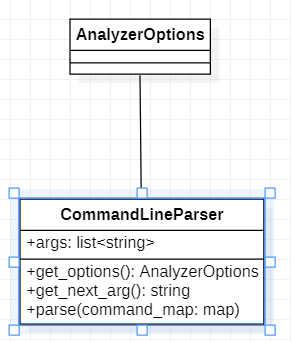 AnalyzerOptions
CommandLineParser
+args: list<string>
+get_options(): AnalyzerOptions
+get_next_arg(): string
+parse(command_map: map)